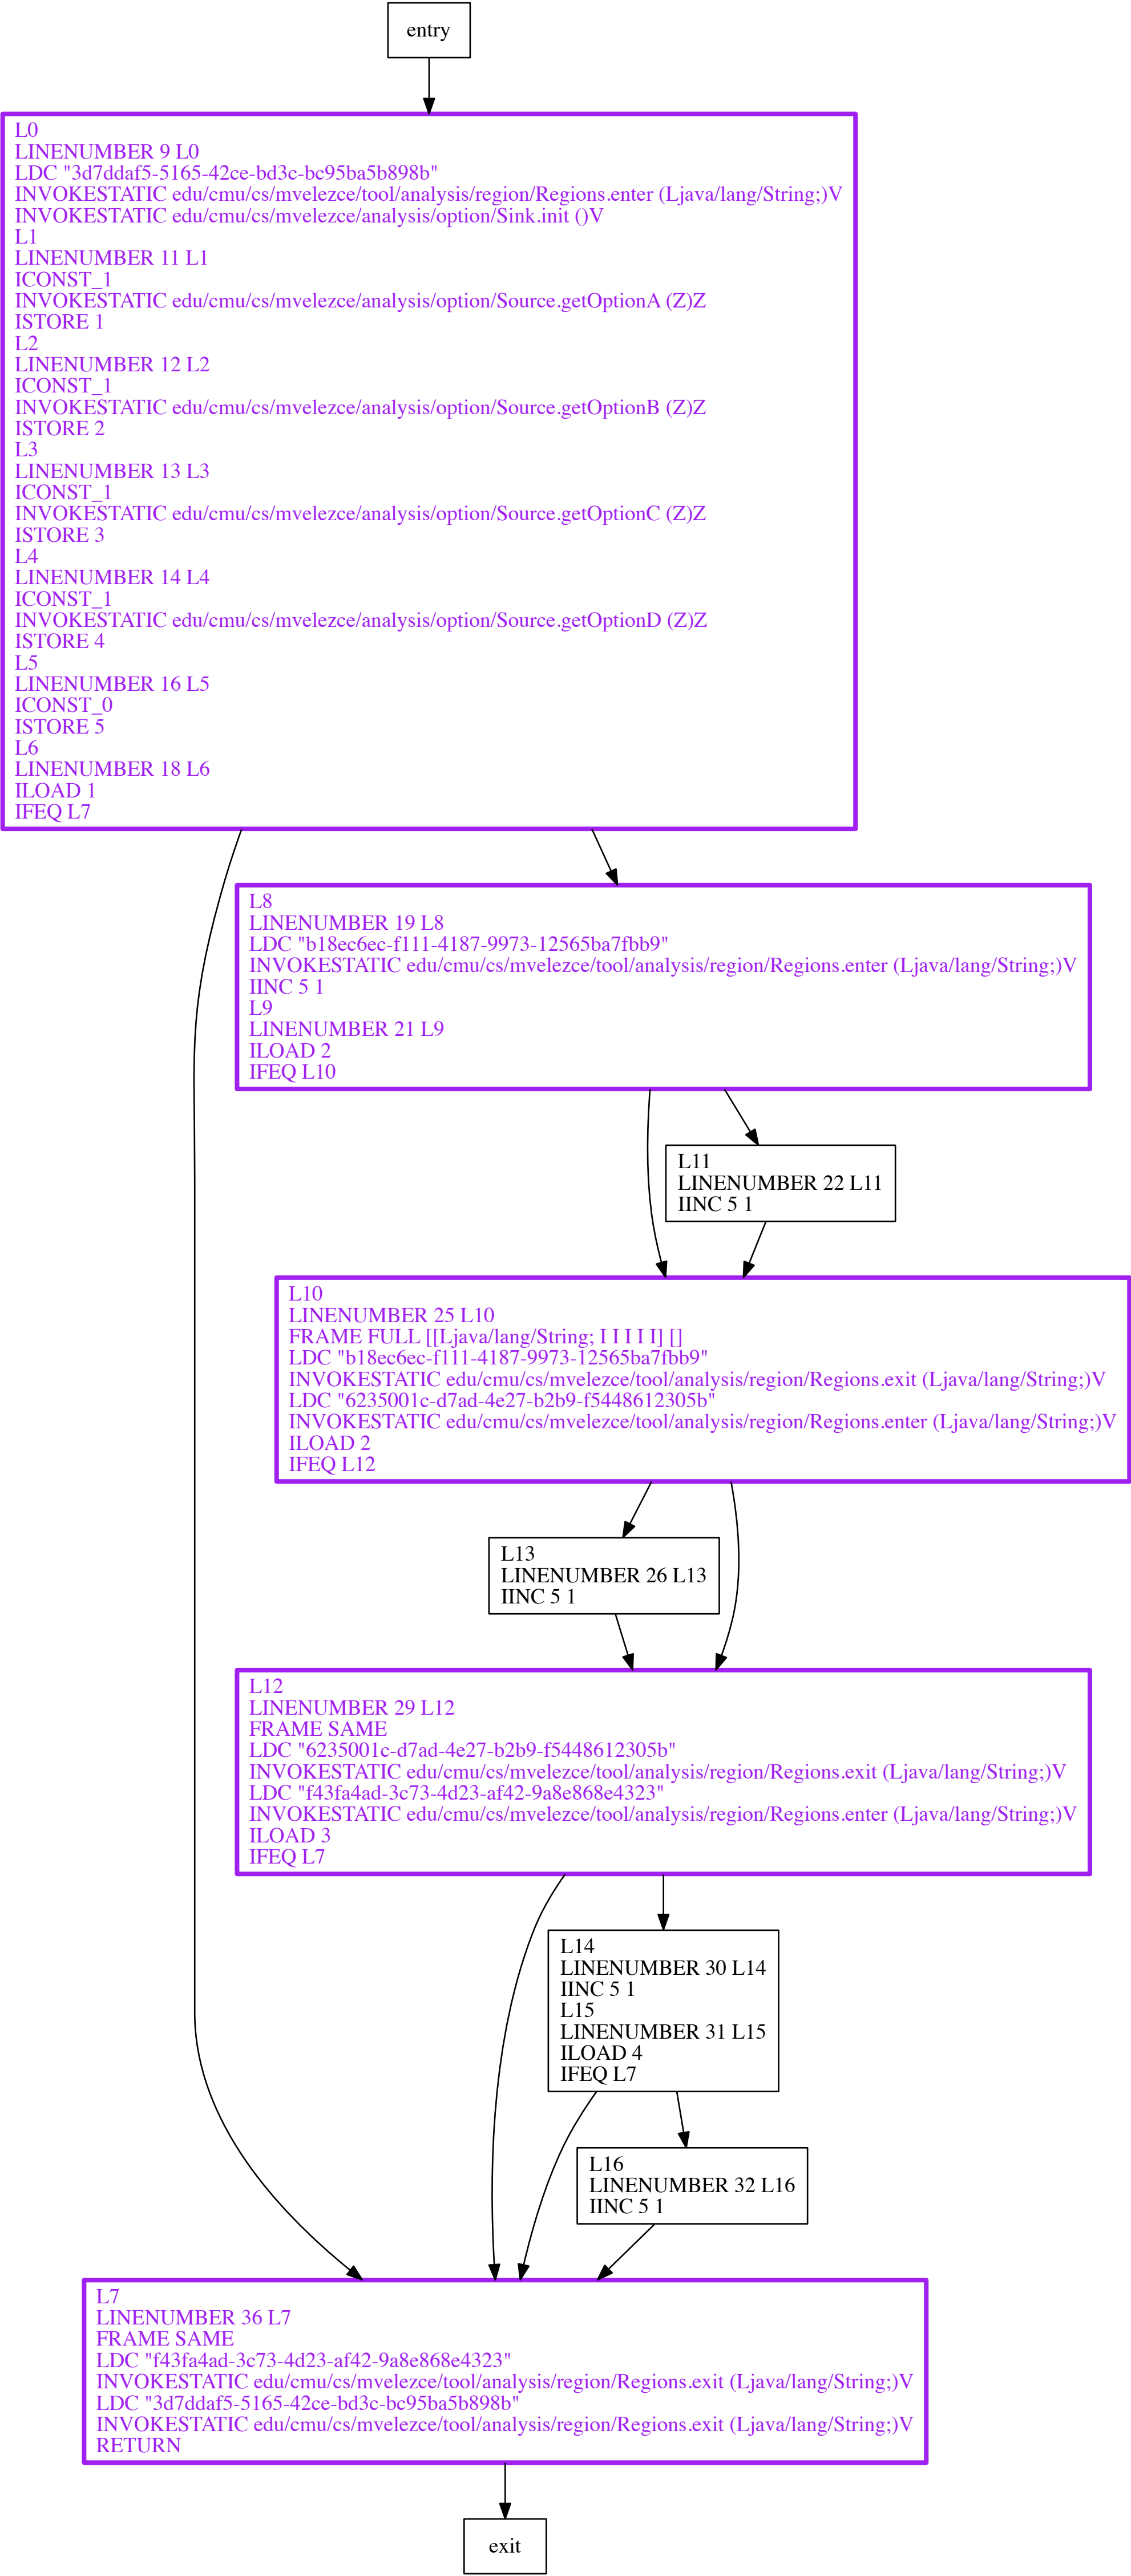 entry
L0
LINENUMBER 9 L0
LDC "3d7ddaf5-5165-42ce-bd3c-bc95ba5b898b"
INVOKESTATIC edu/cmu/cs/mvelezce/tool/analysis/region/Regions.enter (Ljava/lang/String;)V
INVOKESTATIC edu/cmu/cs/mvelezce/analysis/option/Sink.init ()V
L1
LINENUMBER 11 L1
ICONST_1
INVOKESTATIC edu/cmu/cs/mvelezce/analysis/option/Source.getOptionA (Z)Z
ISTORE 1
L2
LINENUMBER 12 L2
ICONST_1
INVOKESTATIC edu/cmu/cs/mvelezce/analysis/option/Source.getOptionB (Z)Z
ISTORE 2
L3
LINENUMBER 13 L3
ICONST_1
INVOKESTATIC edu/cmu/cs/mvelezce/analysis/option/Source.getOptionC (Z)Z
ISTORE 3
L4
LINENUMBER 14 L4
ICONST_1
INVOKESTATIC edu/cmu/cs/mvelezce/analysis/option/Source.getOptionD (Z)Z
ISTORE 4
L5
LINENUMBER 16 L5
ICONST_0
ISTORE 5
L6
LINENUMBER 18 L6
ILOAD 1
IFEQ L7
L8
LINENUMBER 19 L8
LDC "b18ec6ec-f111-4187-9973-12565ba7fbb9"
INVOKESTATIC edu/cmu/cs/mvelezce/tool/analysis/region/Regions.enter (Ljava/lang/String;)V
IINC 5 1
L9
LINENUMBER 21 L9
ILOAD 2
IFEQ L10
L11
LINENUMBER 22 L11
IINC 5 1
L10
LINENUMBER 25 L10
FRAME FULL [[Ljava/lang/String; I I I I I] []
LDC "b18ec6ec-f111-4187-9973-12565ba7fbb9"
INVOKESTATIC edu/cmu/cs/mvelezce/tool/analysis/region/Regions.exit (Ljava/lang/String;)V
LDC "6235001c-d7ad-4e27-b2b9-f5448612305b"
INVOKESTATIC edu/cmu/cs/mvelezce/tool/analysis/region/Regions.enter (Ljava/lang/String;)V
ILOAD 2
IFEQ L12
L13
LINENUMBER 26 L13
IINC 5 1
L12
LINENUMBER 29 L12
FRAME SAME
LDC "6235001c-d7ad-4e27-b2b9-f5448612305b"
INVOKESTATIC edu/cmu/cs/mvelezce/tool/analysis/region/Regions.exit (Ljava/lang/String;)V
LDC "f43fa4ad-3c73-4d23-af42-9a8e868e4323"
INVOKESTATIC edu/cmu/cs/mvelezce/tool/analysis/region/Regions.enter (Ljava/lang/String;)V
ILOAD 3
IFEQ L7
L14
LINENUMBER 30 L14
IINC 5 1
L15
LINENUMBER 31 L15
ILOAD 4
IFEQ L7
L16
LINENUMBER 32 L16
IINC 5 1
L7
LINENUMBER 36 L7
FRAME SAME
LDC "f43fa4ad-3c73-4d23-af42-9a8e868e4323"
INVOKESTATIC edu/cmu/cs/mvelezce/tool/analysis/region/Regions.exit (Ljava/lang/String;)V
LDC "3d7ddaf5-5165-42ce-bd3c-bc95ba5b898b"
INVOKESTATIC edu/cmu/cs/mvelezce/tool/analysis/region/Regions.exit (Ljava/lang/String;)V
RETURN
exit